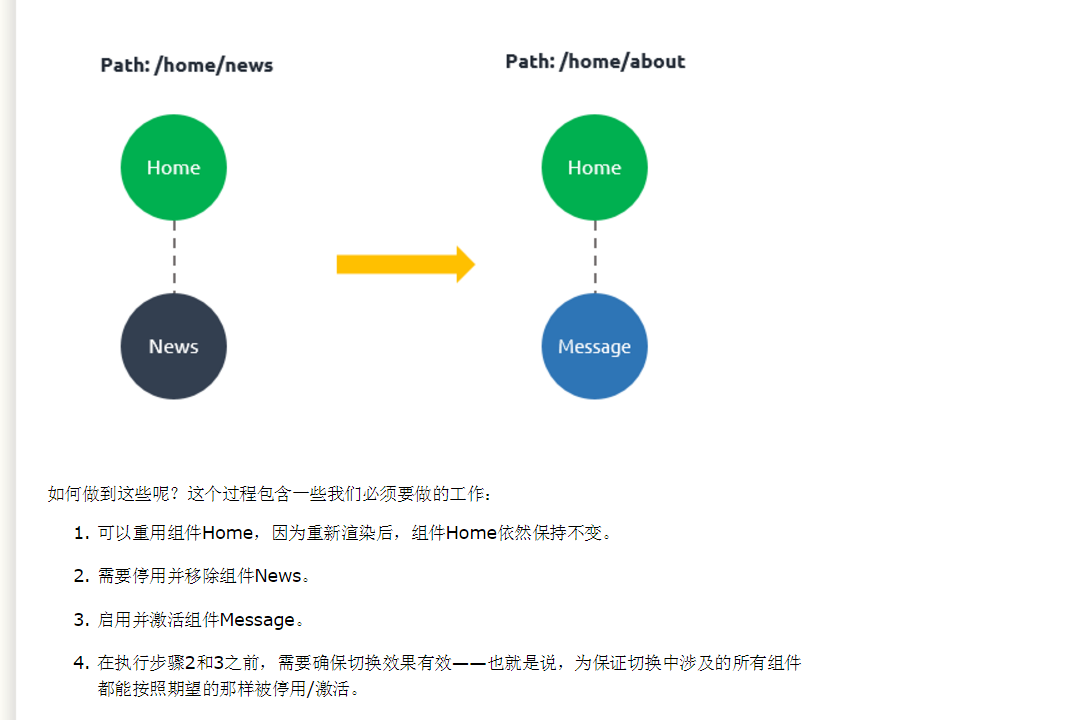 Path: /home/news
Path: /home/about
Home
Home
News
Message
如何做到这些呢？这个过程包含一些我们必须要做的工作：
1. 可以重用组件Home，因为重新渲染后，组件Home依然保持不变。
2. 需要停用并移除组件News。
3. 启用并激活组件Message。
4. 在执行步骤2和3之前，需要确保切换效果有效——也就是说，为保证切换中涉及的所有组件
都能按照期望的那样被停用/激活。